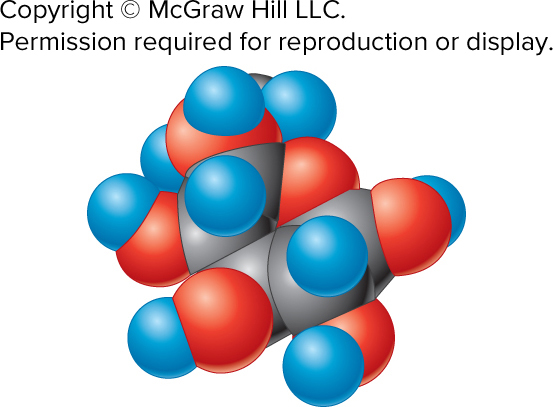 Copyright © McGraw Hill LLC.
Permission required for reproduction or display.